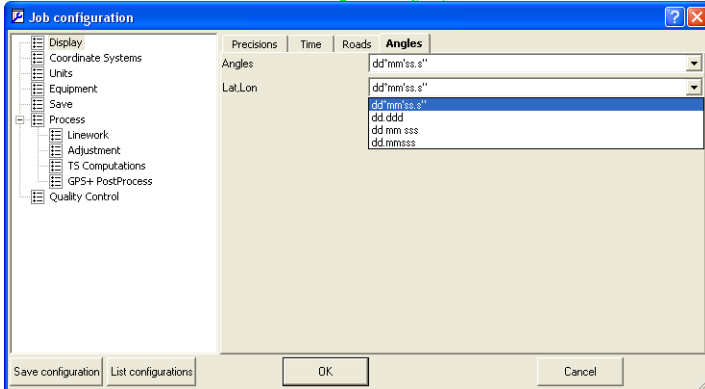 Job configuration
Display
Coordinate Systems
Units
Equipment
Save
Process
Linework
Adjustment
TS Computations
GPS+ PostProcess
Quality Control
Precisions Time Roads Angles
Angles dd°mm'ss.s''
Lat,Lon dd°mm'ss.s''
dd°mm'ss.s''
dd.ddd
dd mm sss
dd.mmsss
Save configuration List configurations OK Cancel